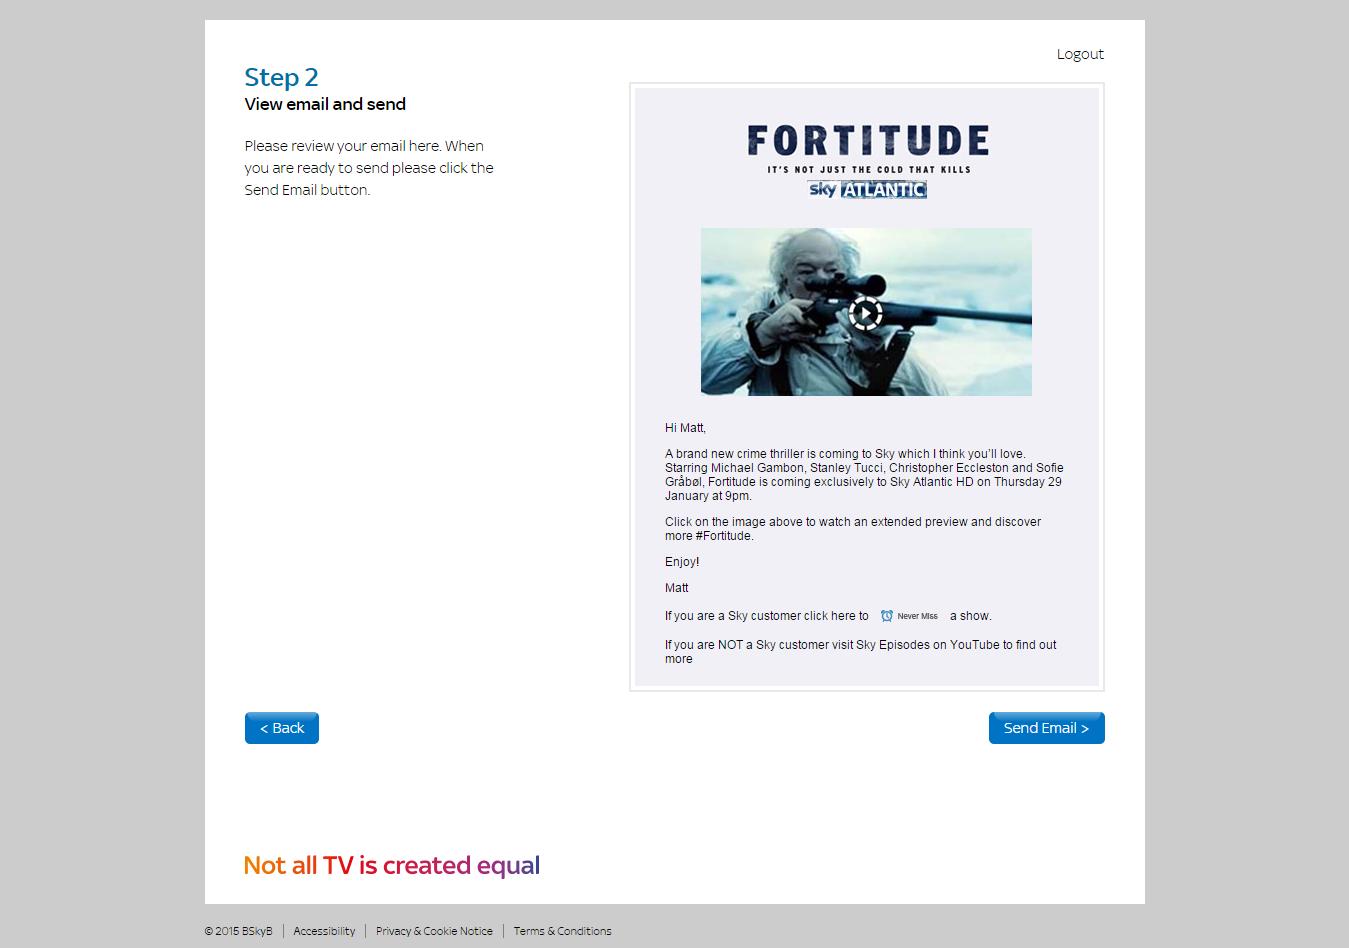 Logout
Step 2
View email and send
Please review your email here. When
you are ready to send please click the
Send Email button.
FORTITUDE
IT'S NOT JUST THE COLD THAT KILLS
sky ATLANTIC
Hi Matt,
A brand new crime thriller is coming to Sky which I think you'll love.
Starring Michael Gambon, Stanley Tucci, Christopher Eccleston and Sofie
Gråbøl, Fortitude is coming exclusively to Sky Atlantic HD on Thursday 29
January at 9pm.
Click on the image above to watch an extended preview and discover
more #Fortitude.
Enjoy!
Matt
If you are a Sky customer click here to Never Miss a show.
If you are NOT a Sky customer visit Sky Episodes on YouTube to find out
more
< Back
Send Email >
Not all TV is created equal
© 2015 BSkyB | Accessibility | Privacy & Cookie Notice | Terms & Conditions